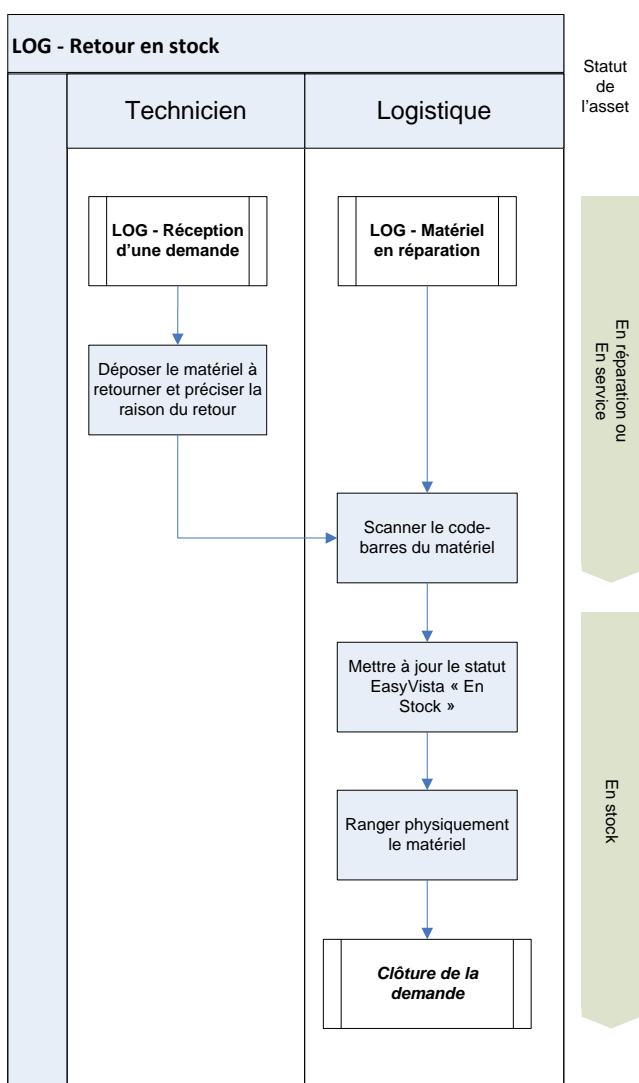 LOG - Retour en stock
Statut
de
l'asset
Technicien
Logistique
LOG - Réception
d'une demande
LOG - Matériel
en réparation
En réparation ou
En service
Déposer le matériel à
retourner et préciser la
raison du retour
Scanner le code-
barres du matériel
Mettre à jour le statut
EasyVista « En
Stock »
Ranger physiquement
le matériel
En stock
Clôture de la
demande